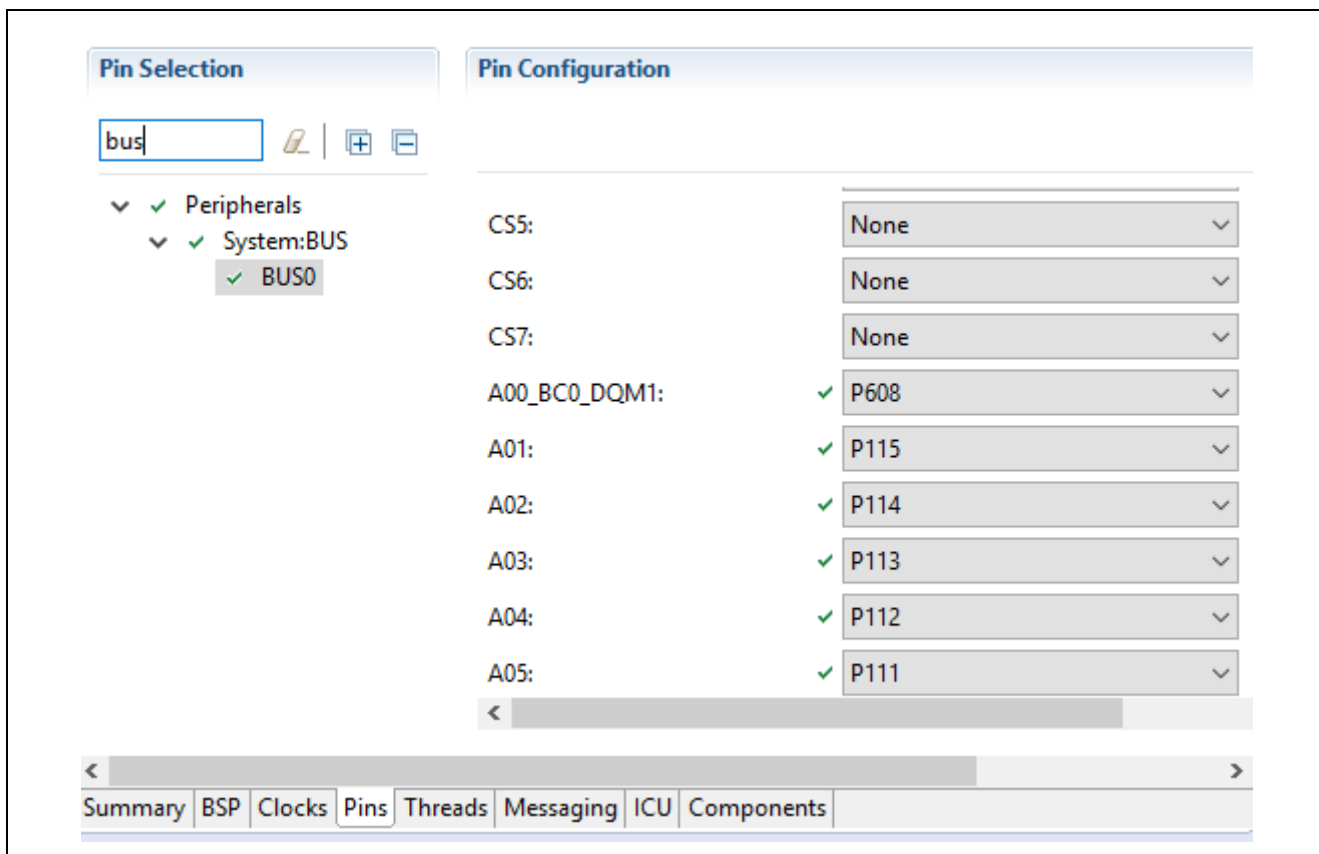 Pin Selection
Pin Configuration
bus
Peripherals
System:BUS
BUS0
CS5: None
CS6: None
CS7: None
A00_BC0_DQM1: P608
A01: P115
A02: P114
A03: P113
A04: P112
A05: P111
Summary BSP Clocks Pins Threads Messaging ICU Components